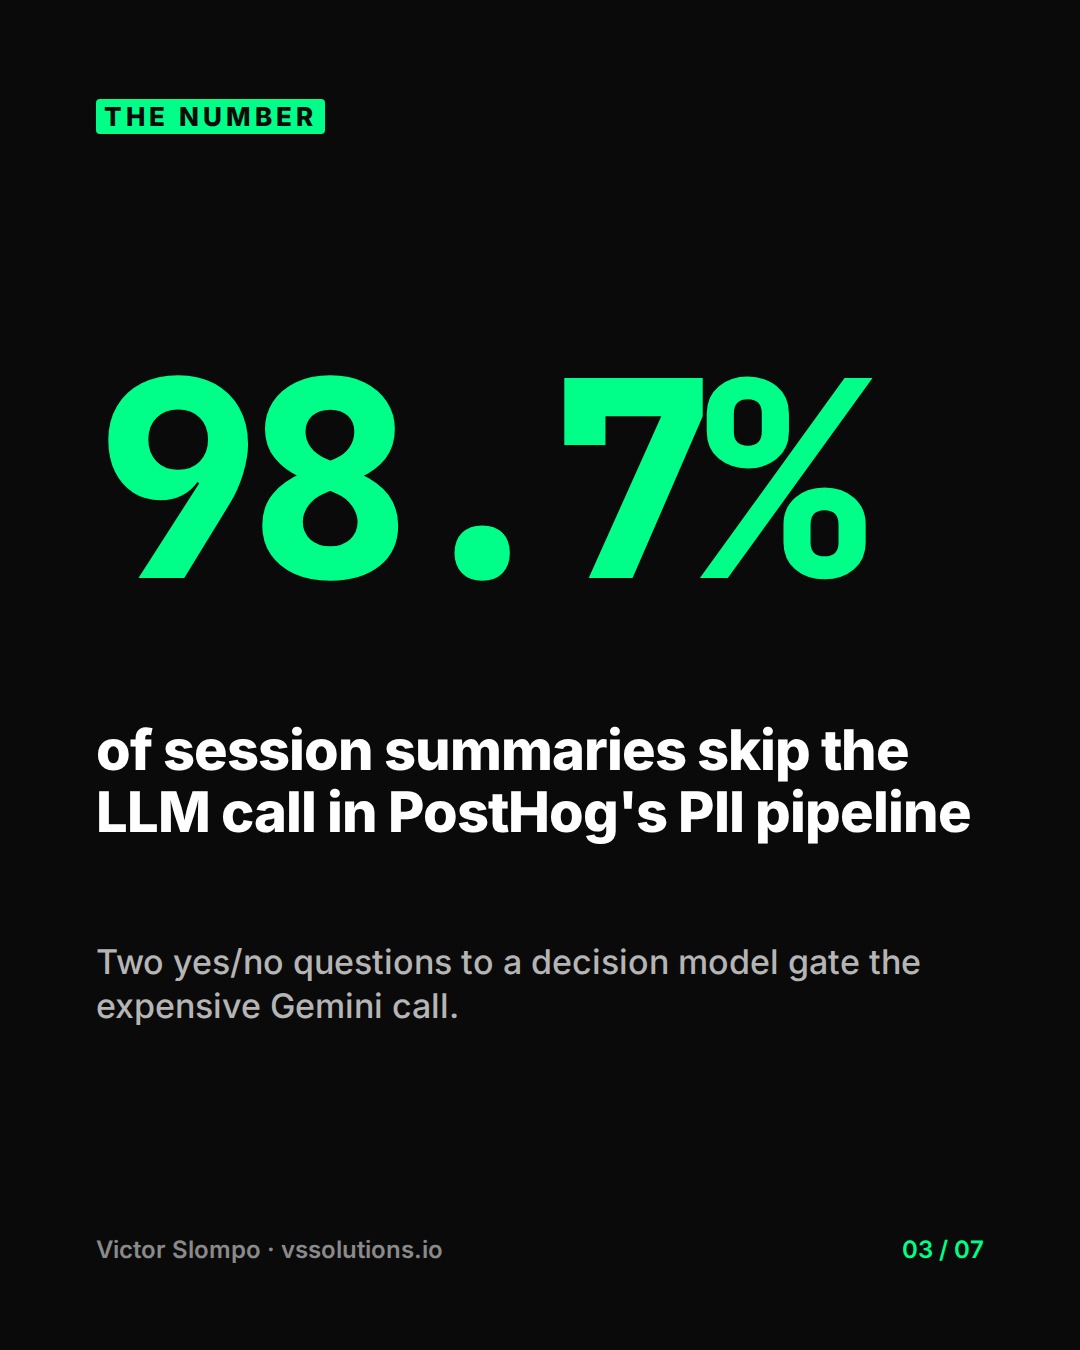 THE NUMBER
98.7%
of session summaries skip the
LLM call in PostHog's PII pipeline
Two yes/no questions to a decision model gate the
expensive Gemini call.
Victor Slompo · vssolutions.io
03 / 07